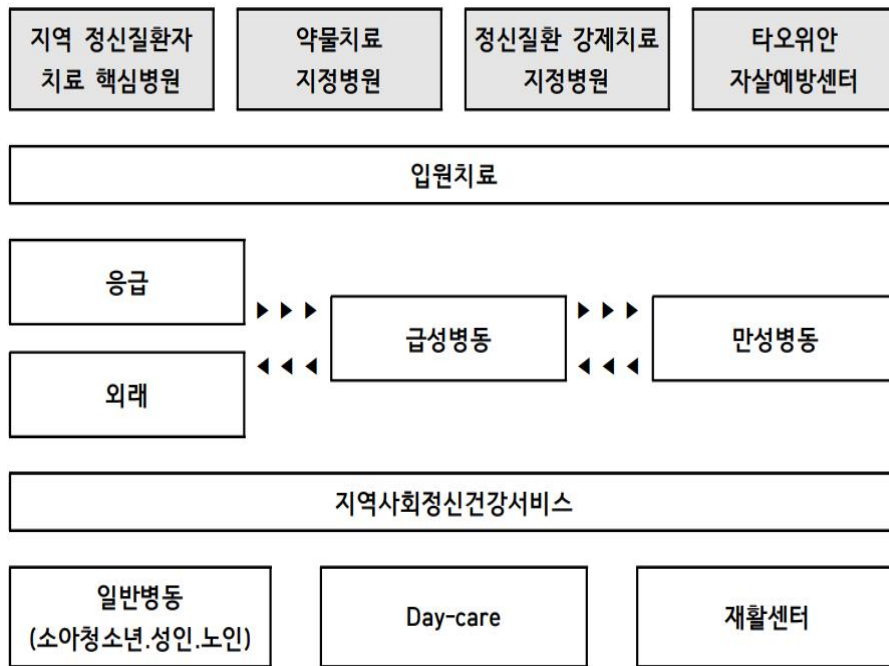 지역 정신질환자
치료 핵심병원
약물치료
지정병원
정신질환 강제치료
지정병원
타오위안
자살예방센터
입원치료
응급
외래
급성병동
만성병동
지역사회정신건강서비스
일반병동
(소아청소년.성인.노인)
Day-care
재활센터